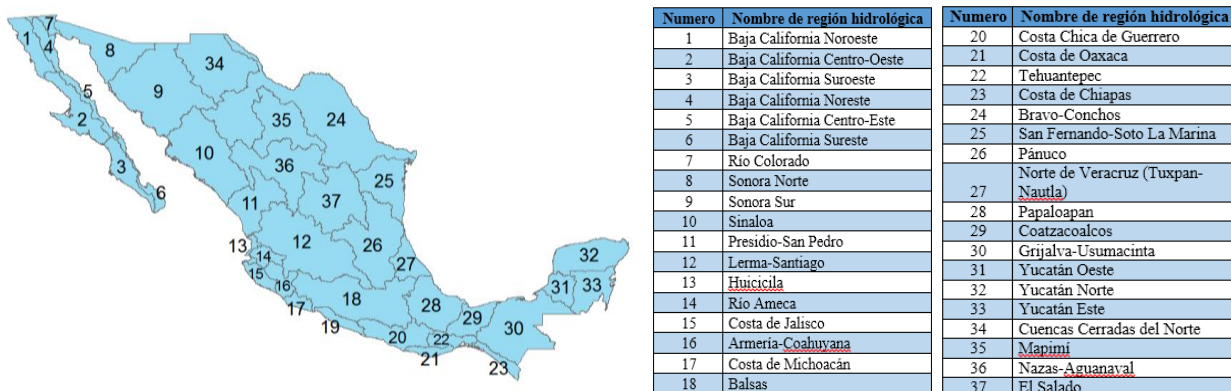 7
1
4
8
34
9
5
2
35
24
3
10
36
25
6
11
37
13
12
26
14
27
32
15
16
31
33
18
28
17
29
30
19
20
22
21
23
Numero Nombre de región hidrológica
1 Baja California Noroeste
2 Baja California Centro-Oeste
3 Baja California Suroeste
4 Baja California Noreste
5 Baja California Centro-Este
6 Baja California Sureste
7 Río Colorado
8 Sonora Norte
9 Sonora Sur
10 Sinaloa
11 Presidio-San Pedro
12 Lerma-Santiago
13 Huicicila
14 Río Ameca
15 Costa de Jalisco
16 Armería-Coahuyana
17 Costa de Michoacán
18 Balsas
Numero Nombre de región hidrológica
20 Costa Chica de Guerrero
21 Costa de Oaxaca
22 Tehuantepec
23 Costa de Chiapas
24 Bravo-Conchos
25 San Fernando-Soto La Marina
26 Pánuco
Norte de Veracruz (Tuxpan-
27 Nautla)
28 Papaloapan
29 Coatzacoalcos
30 Grijalva-Usumacinta
31 Yucatán Oeste
32 Yucatán Norte
33 Yucatán Este
34 Cuencas Cerradas del Norte
35 Mapimí
36 Nazas-Aguanaval
37 El Salado